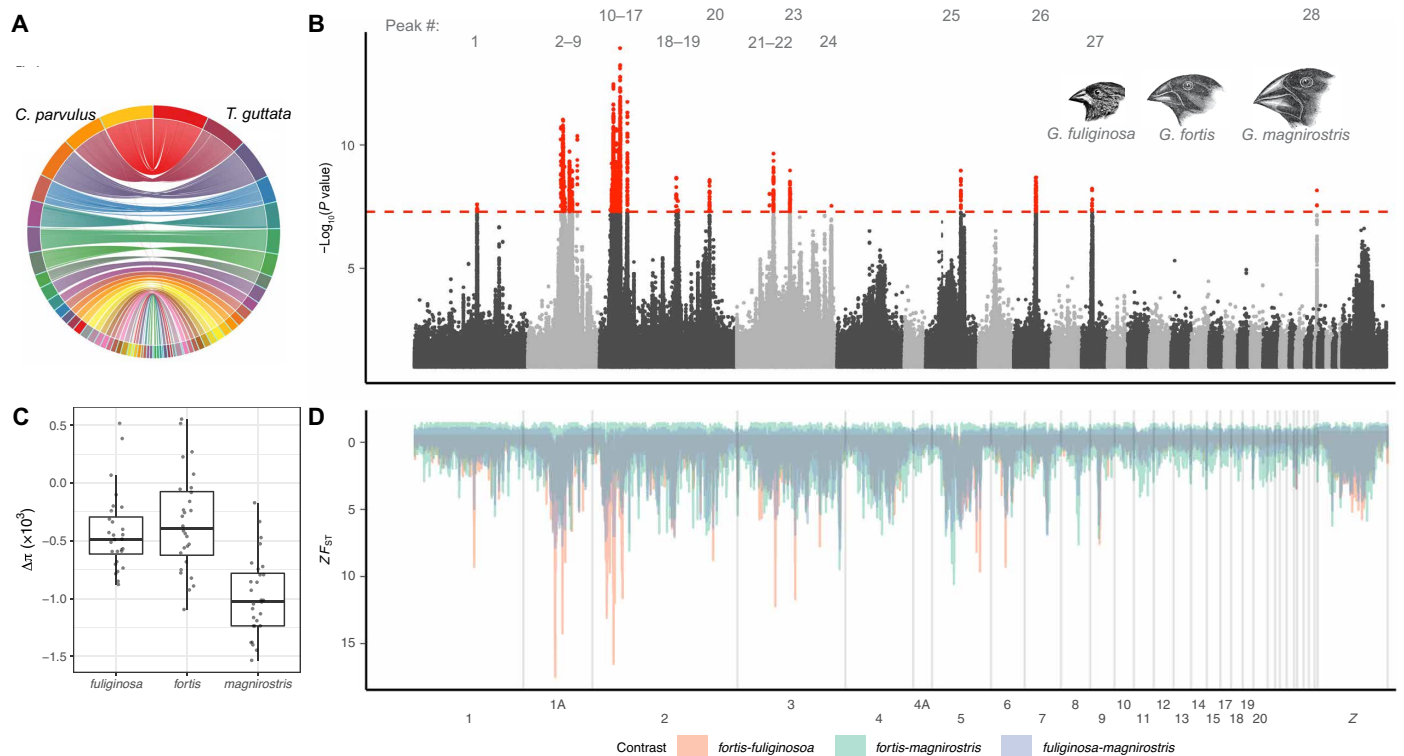 A
B
Peak #:
1
2–9
10–17
18–19
20
21–22
23
24
25
26
27
28
C. parvulus
T. guttata
−Log10(P value)
10
5
G. fuliginosa
G. fortis
G. magnirostris
C
Δπ (×10³)
0.5
0.0
−0.5
−1.0
−1.5
fuliginosa
fortis
magnirostris
D
ZFST
0
5
10
15
1
1A
2
3
4
4A
5
6
7
8
9
10
11
12
13
14
15
17
18
19
20
Z
Contrast
fortis-fuliginosoa
fortis-magnirostris
fuliginosa-magnirostris